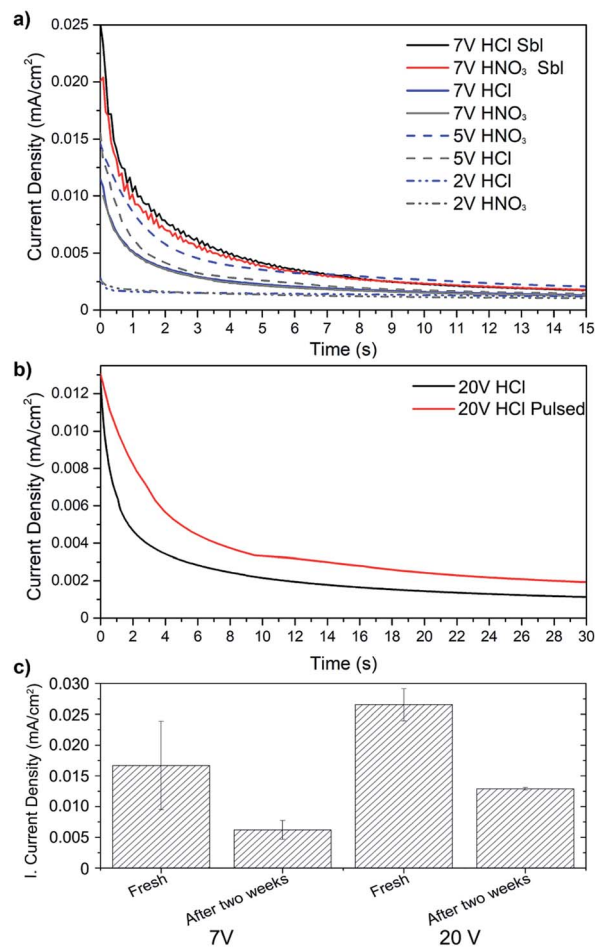 a)
0.025
0.020
0.015
0.010
0.005
0
Current Density (mA/cm²)
7V HCl Sbl
7V HNO₃ Sbl
7V HCl
7V HNO₃
5V HNO₃
5V HCl
2V HCl
2V HNO₃
0 1 2 3 4 5 6 7 8 9 10 11 12 13 14 15
Time (s)
b)
0.012
0.010
0.008
0.006
0.004
0.002
0
Current Density (mA/cm²)
20V HCl
20V HCl Pulsed
0 2 4 6 8 10 12 14 16 18 20 22 24 26 28 30
Time (s)
c)
0.030
0.025
0.020
0.015
0.010
0.005
0
I. Current Density (mA/cm²)
Fresh After two weeks Fresh After two weeks
7V 20 V